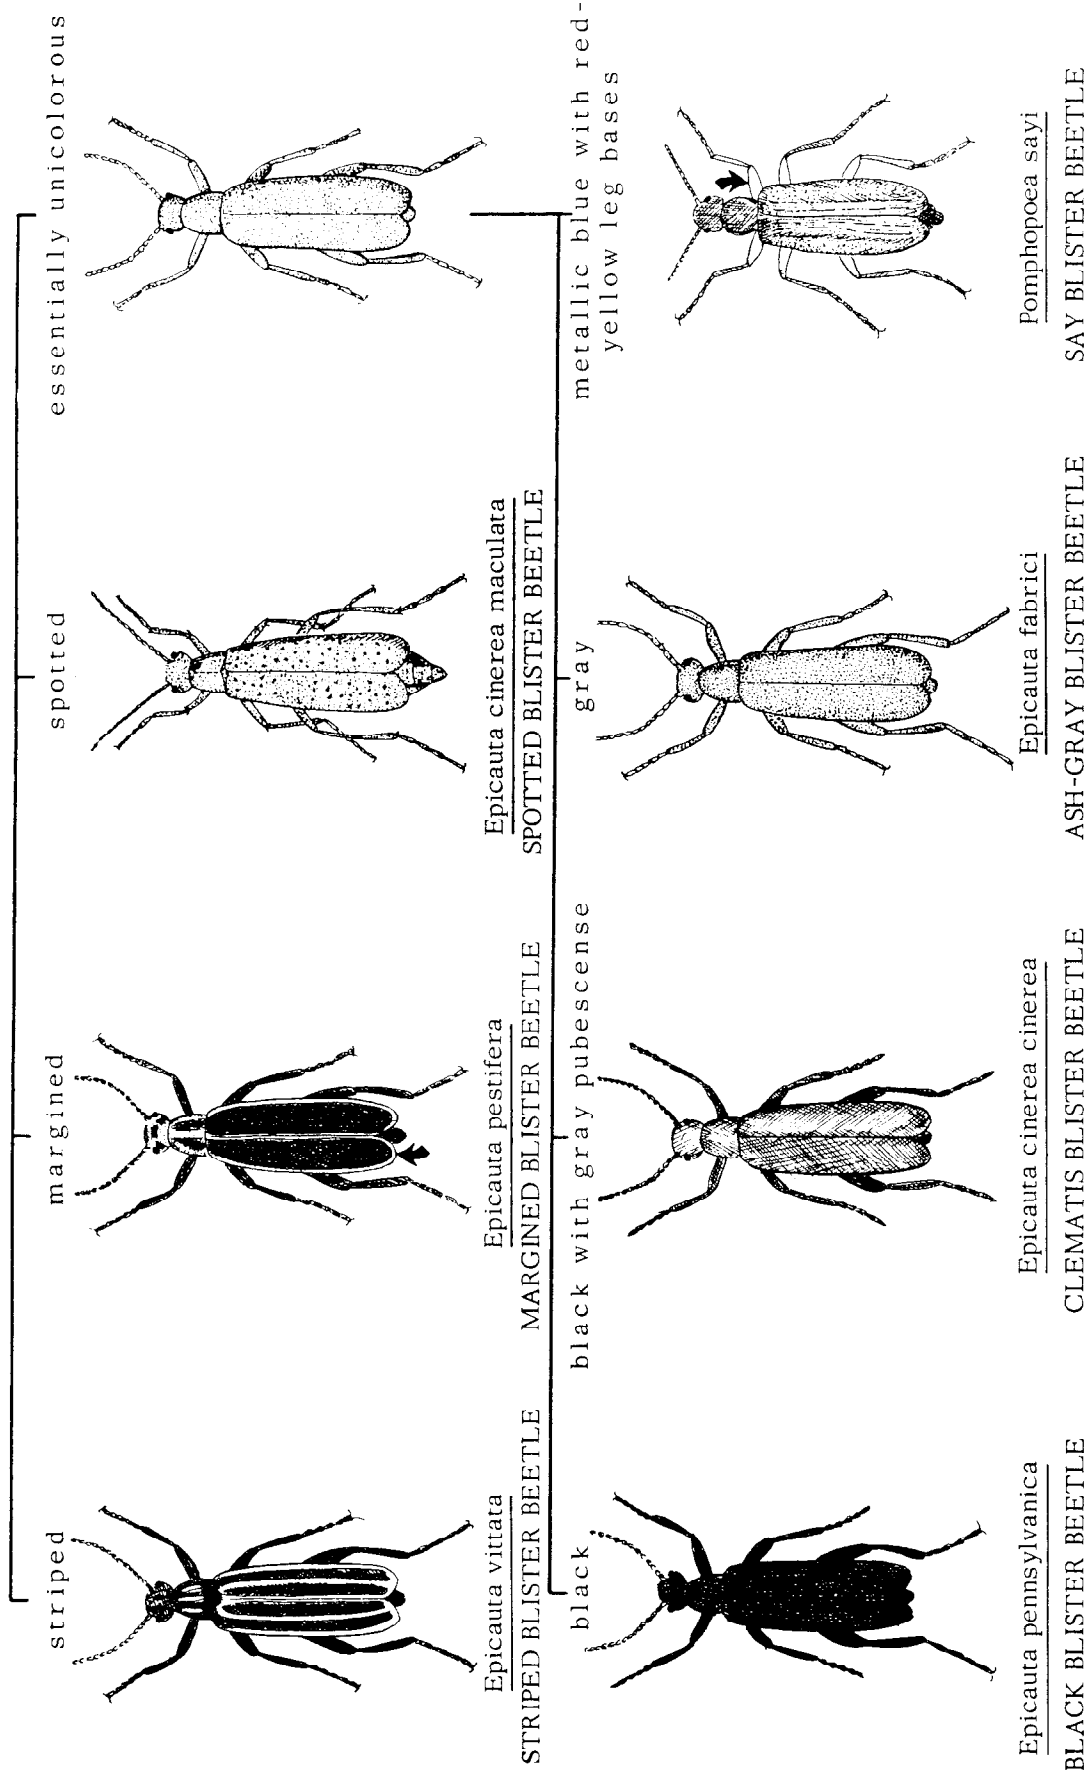 striped
margined
spotted
essentially unicolorous
Epicauta vittata
STRIPED BLISTER BEETLE
Epicauta pestifera
MARGINED BLISTER BEETLE
Epicauta cinerea maculata
SPOTTED BLISTER BEETLE
black
black with gray pubescense
gray
metallic blue with red-
yellow leg bases
Epicauta pennsylvanica
BLACK BLISTER BEETLE
Epicauta cinerea cinerea
CLEMATIS BLISTER BEETLE
Epicauta fabrici
ASH-GRAY BLISTER BEETLE
Pomphopoea sayi
SAY BLISTER BEETLE